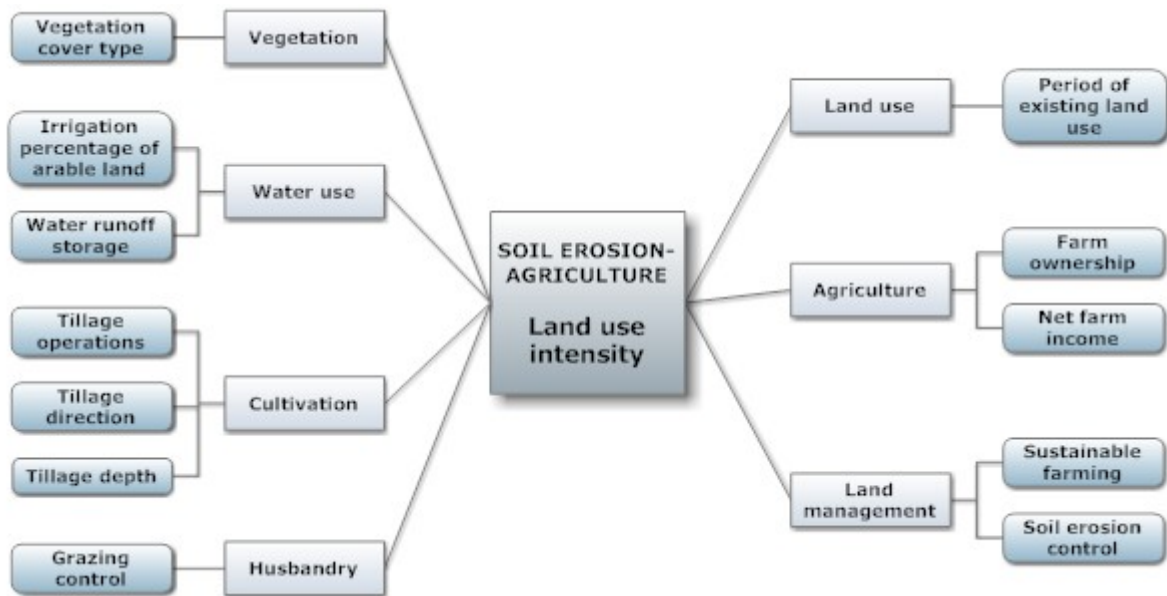 Vegetation
cover type
Vegetation
Irrigation
percentage of
arable land
Water runoff
storage
Water use
Tillage
operations
Tillage
direction
Tillage depth
Cultivation
Grazing
control
Husbandry
SOIL EROSION-
AGRICULTURE
Land use
intensity
Land use
Period of
existing land
use
Agriculture
Farm
ownership
Net farm
income
Land
management
Sustainable
farming
Soil erosion
control